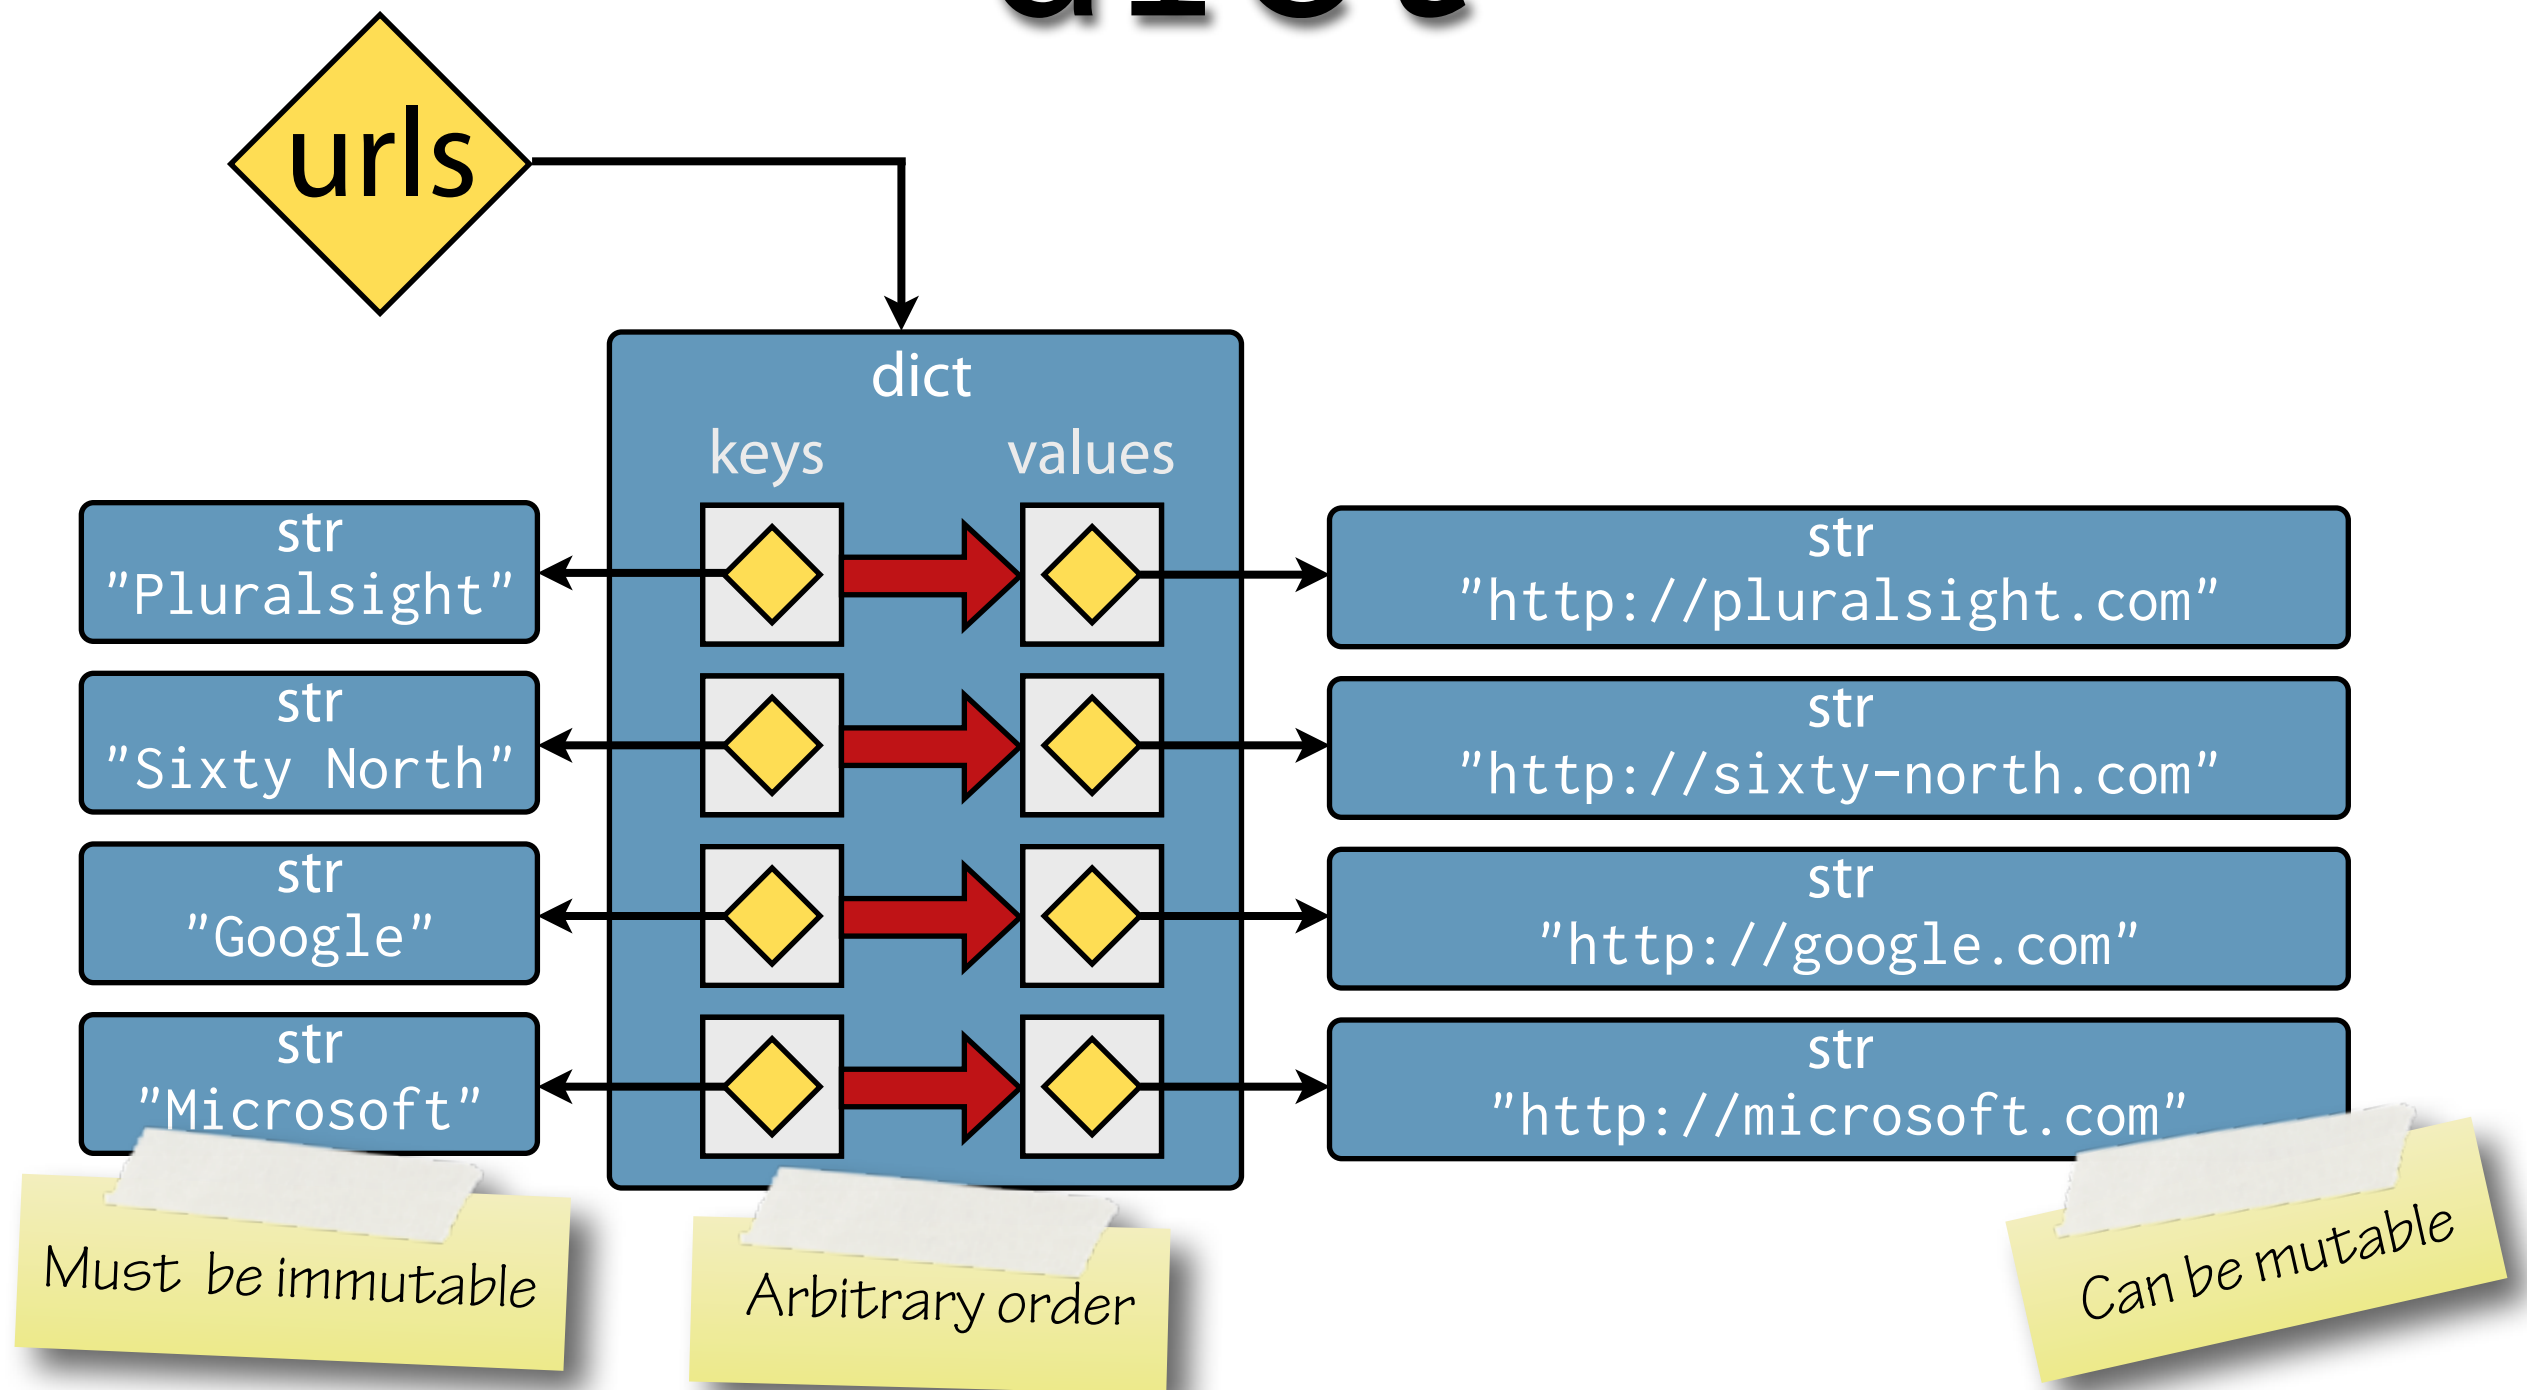 dict
urls
dict
keys values
str
"Pluralsight"
str
"http://pluralsight.com"
str
"Sixty North"
str
"http://sixty-north.com"
str
"Google"
str
"http://google.com"
str
"Microsoft"
str
"http://microsoft.com"
Must be immutable
Arbitrary order
Can be mutable